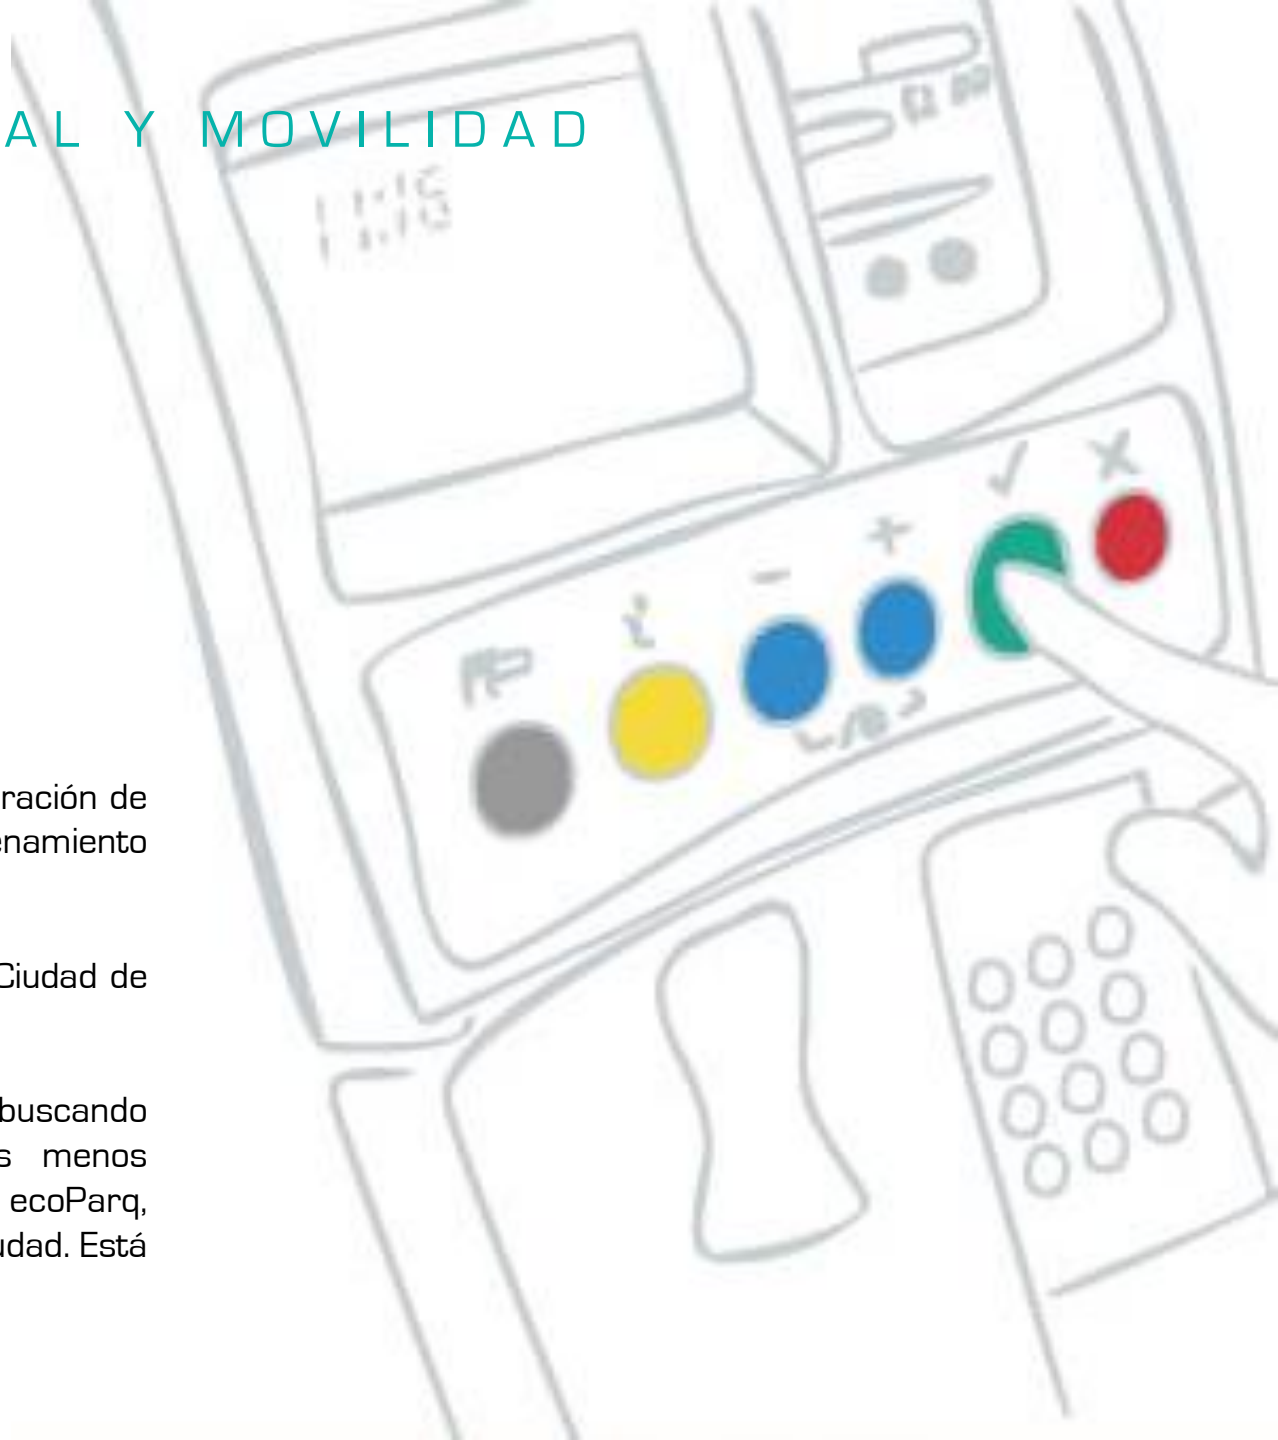 AL Y MOVILIDAD
ración de
enamiento
Ciudad de
buscando
s menos
ecoParq,
udad. Está